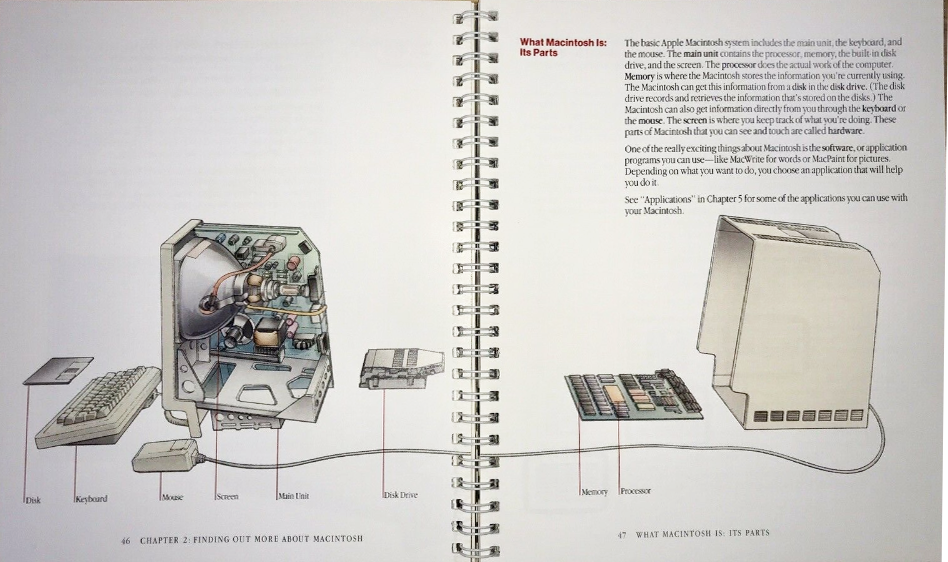 Disk
Keyboard
Mouse
Screen
Main Unit
Disk Drive
46 CHAPTER 2: FINDING OUT MORE ABOUT MACINTOSH
What Macintosh Is:
Its Parts
The basic Apple Macintosh system includes the main unit, the keyboard, and
the mouse. The main unit contains the processor, memory, the built-in disk
drive, and the screen. The processor does the actual work of the computer.
Memory is where the Macintosh stores the information you're currently using.
The Macintosh can get this information from a disk in the disk drive. (The disk
drive records and retrieves the information that's stored on the disks.) The
Macintosh can also get information directly from you through the keyboard or
the mouse. The screen is where you keep track of what you're doing. These
parts of Macintosh that you can see and touch are called hardware.
One of the really exciting things about Macintosh is the software, or application
programs you can use—like MacWrite for words or MacPaint for pictures.
Depending on what you want to do, you choose an application that will help
you do it.
See "Applications" in Chapter 5 for some of the applications you can use with
your Macintosh.
Memory
Processor
47 WHAT MACINTOSH IS: ITS PARTS